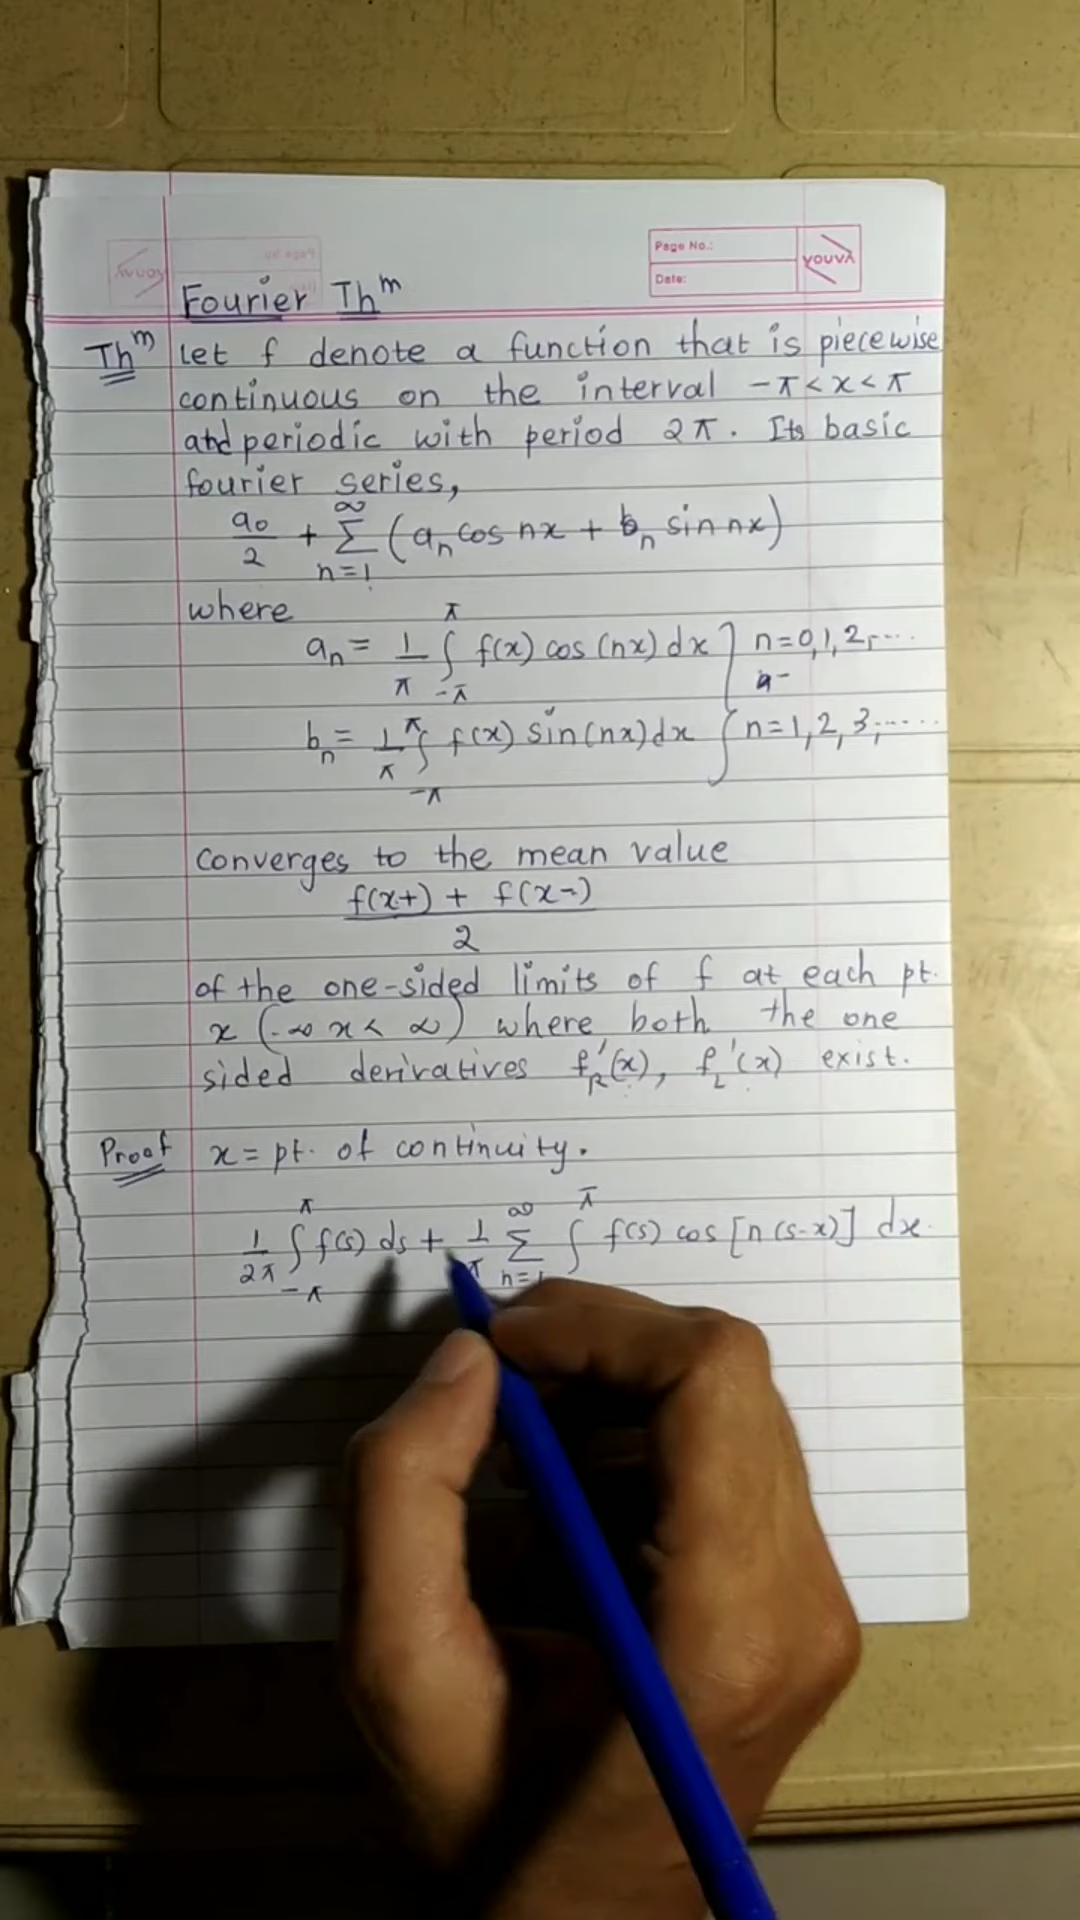 Page No.:
Date:
YOUVA
Fourier Thᵐ
Thᵐ Let f denote a function that is piecewise
continuous on the interval -π < x < π
and periodic with period 2π. Its basic
fourier series,
a₀/2 + ∑_{n=1}^{∞} (aₙ cos nx + bₙ sin nx)
where
aₙ = 1/π ∫_{-π}^{π} f(x) cos (nx) dx } n=0,1,2,....
bₙ = 1/π ∫_{-π}^{π} f(x) sin(nx) dx } n=1,2,3,.....
converges to the mean value
f(x+) + f(x-)
2
of the one-sided limits of f at each pt.
x (-∞ x < ∞) where both the one
sided derivatives f'_R(x), f'_L(x) exist.
Proof x = pt. of continuity.
1/2π ∫_{-π}^{π} f(s) ds + 1/π ∑_{n=1}^{∞} ∫^{π} f(s) cos [n(s-x)] dx.